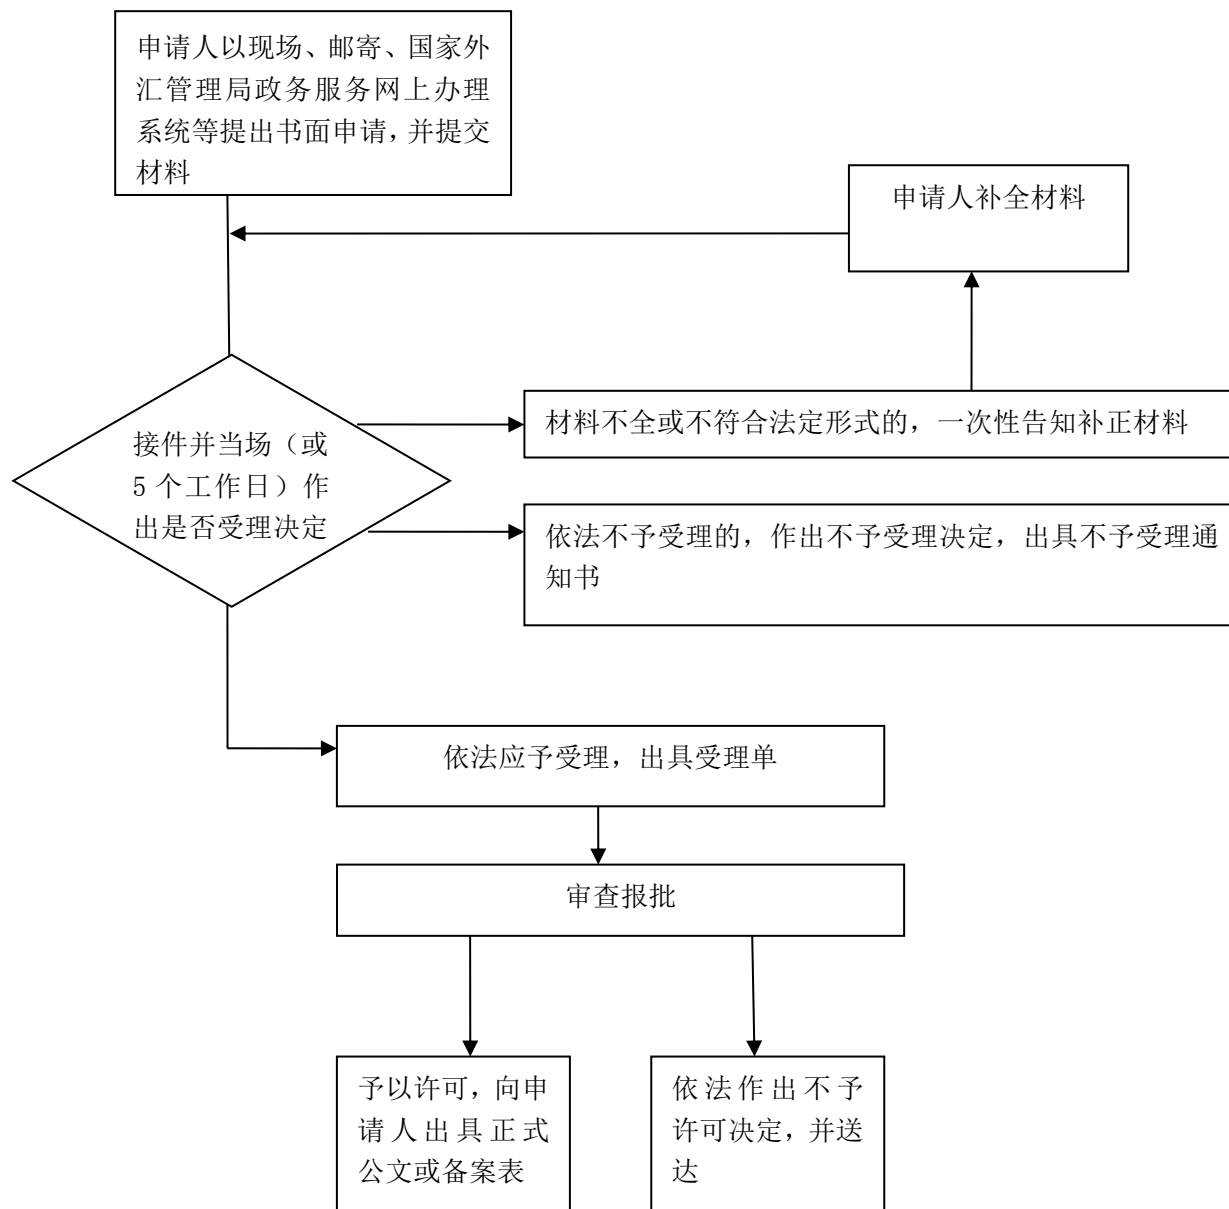 申请人以现场、邮寄、国家外
汇管理局政务服务网上办理
系统等提出书面申请，并提交
材料
申请人补全材料
接件并当场（或
5 个工作日）作
出是否受理决定
材料不全或不符合法定形式的，一次性告知补正材料
依法不予受理的，作出不予受理决定，出具不予受理通
知书
依法应予受理，出具受理单
审查报批
予以许可，向申
请人出具正式
公文或备案表
依法作出不予
许可决定，并送
达